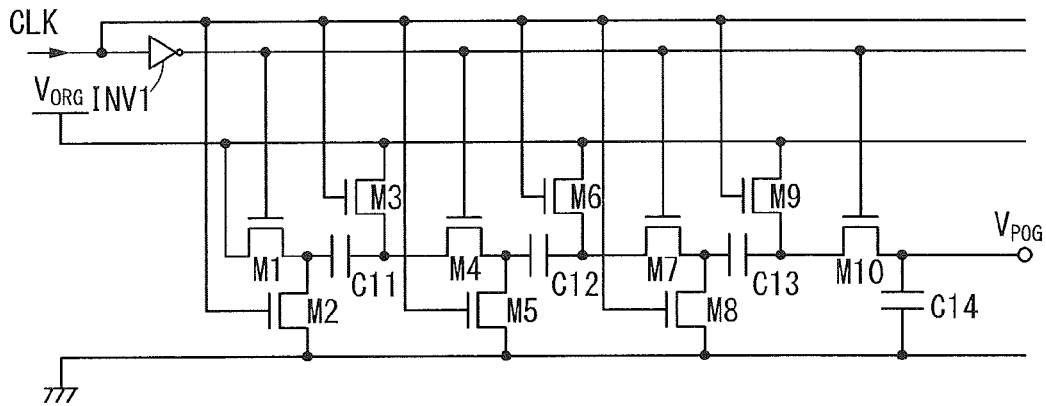 CLK
V_ORG INV1
M3 M6 M9
V_POG
M1 C11 M4 C12 M7 C13 M10
M2 M5 M8 C14